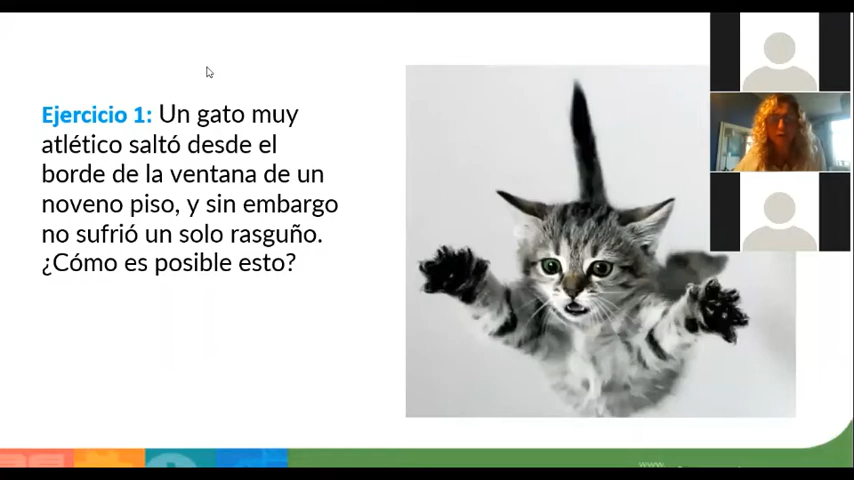 Ejercicio 1: Un gato muy
atlético saltó desde el
borde de la ventana de un
noveno piso, y sin embargo
no sufrió un solo rasguño.
¿Cómo es posible esto?
www.